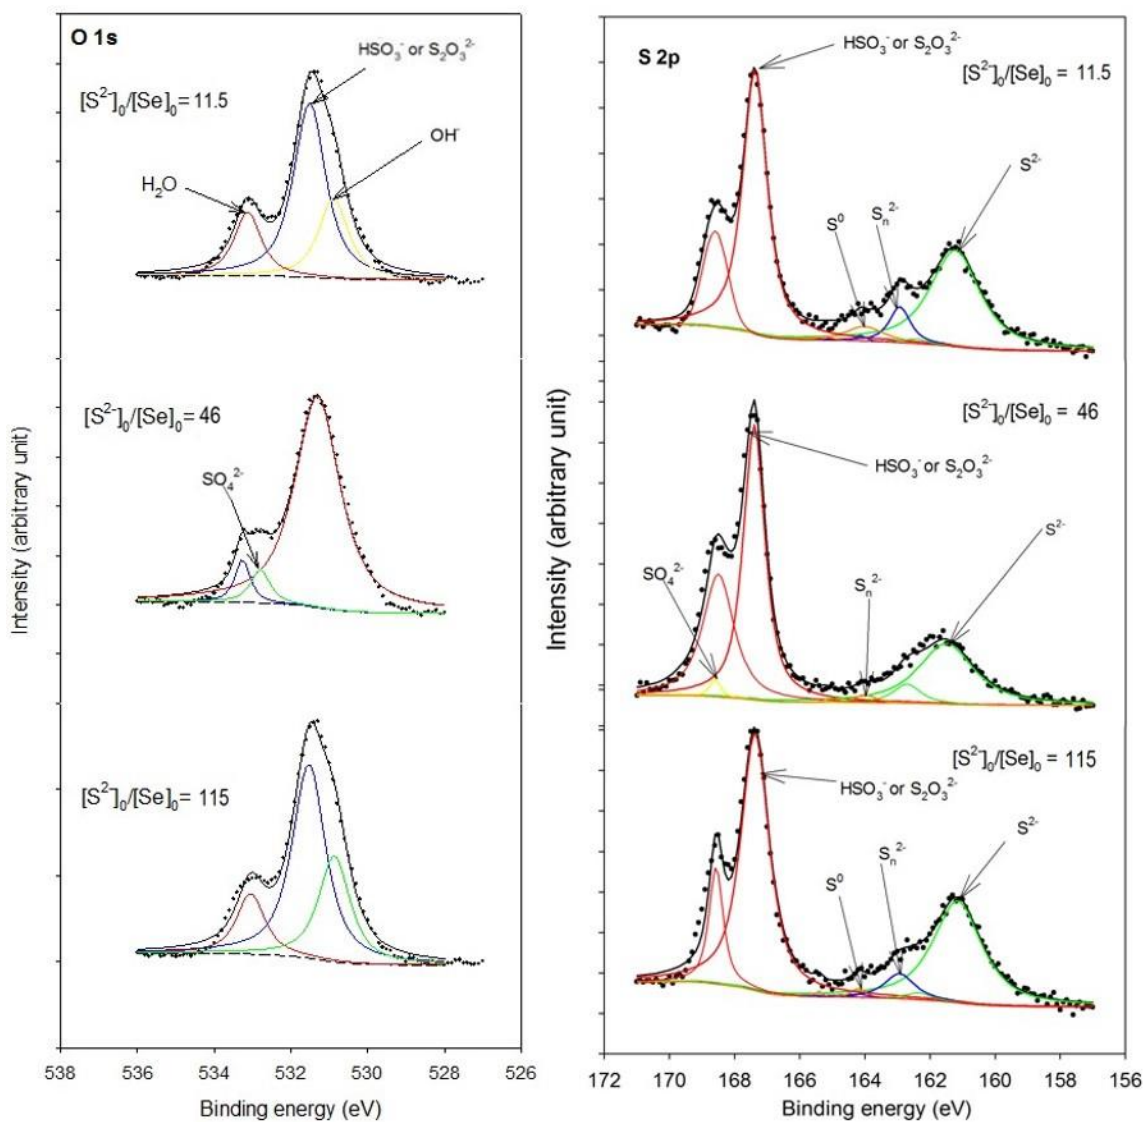 O 1s
HSO₃⁻ or S₂O₃²⁻
[S²⁻]₀/[Se]₀ = 11.5
OH⁻
H₂O
[S²⁻]₀/[Se]₀ = 46
SO₄²⁻
[S²⁻]₀/[Se]₀ = 115
Intensity (arbitrary unit)
538 536 534 532 530 528 526
Binding energy (eV)
S 2p
HSO₃⁻ or S₂O₃²⁻
[S²⁻]₀/[Se]₀ = 11.5
S²⁻
S⁰
Sₙ²⁻
[S²⁻]₀/[Se]₀ = 46
HSO₃⁻ or S₂O₃²⁻
S²⁻
SO₄²⁻
Sₙ²⁻
[S²⁻]₀/[Se]₀ = 115
HSO₃⁻ or S₂O₃²⁻
S²⁻
Sₙ²⁻
S⁰
Intensity (arbitrary unit)
172 170 168 166 164 162 160 158 156
Binding energy (eV)